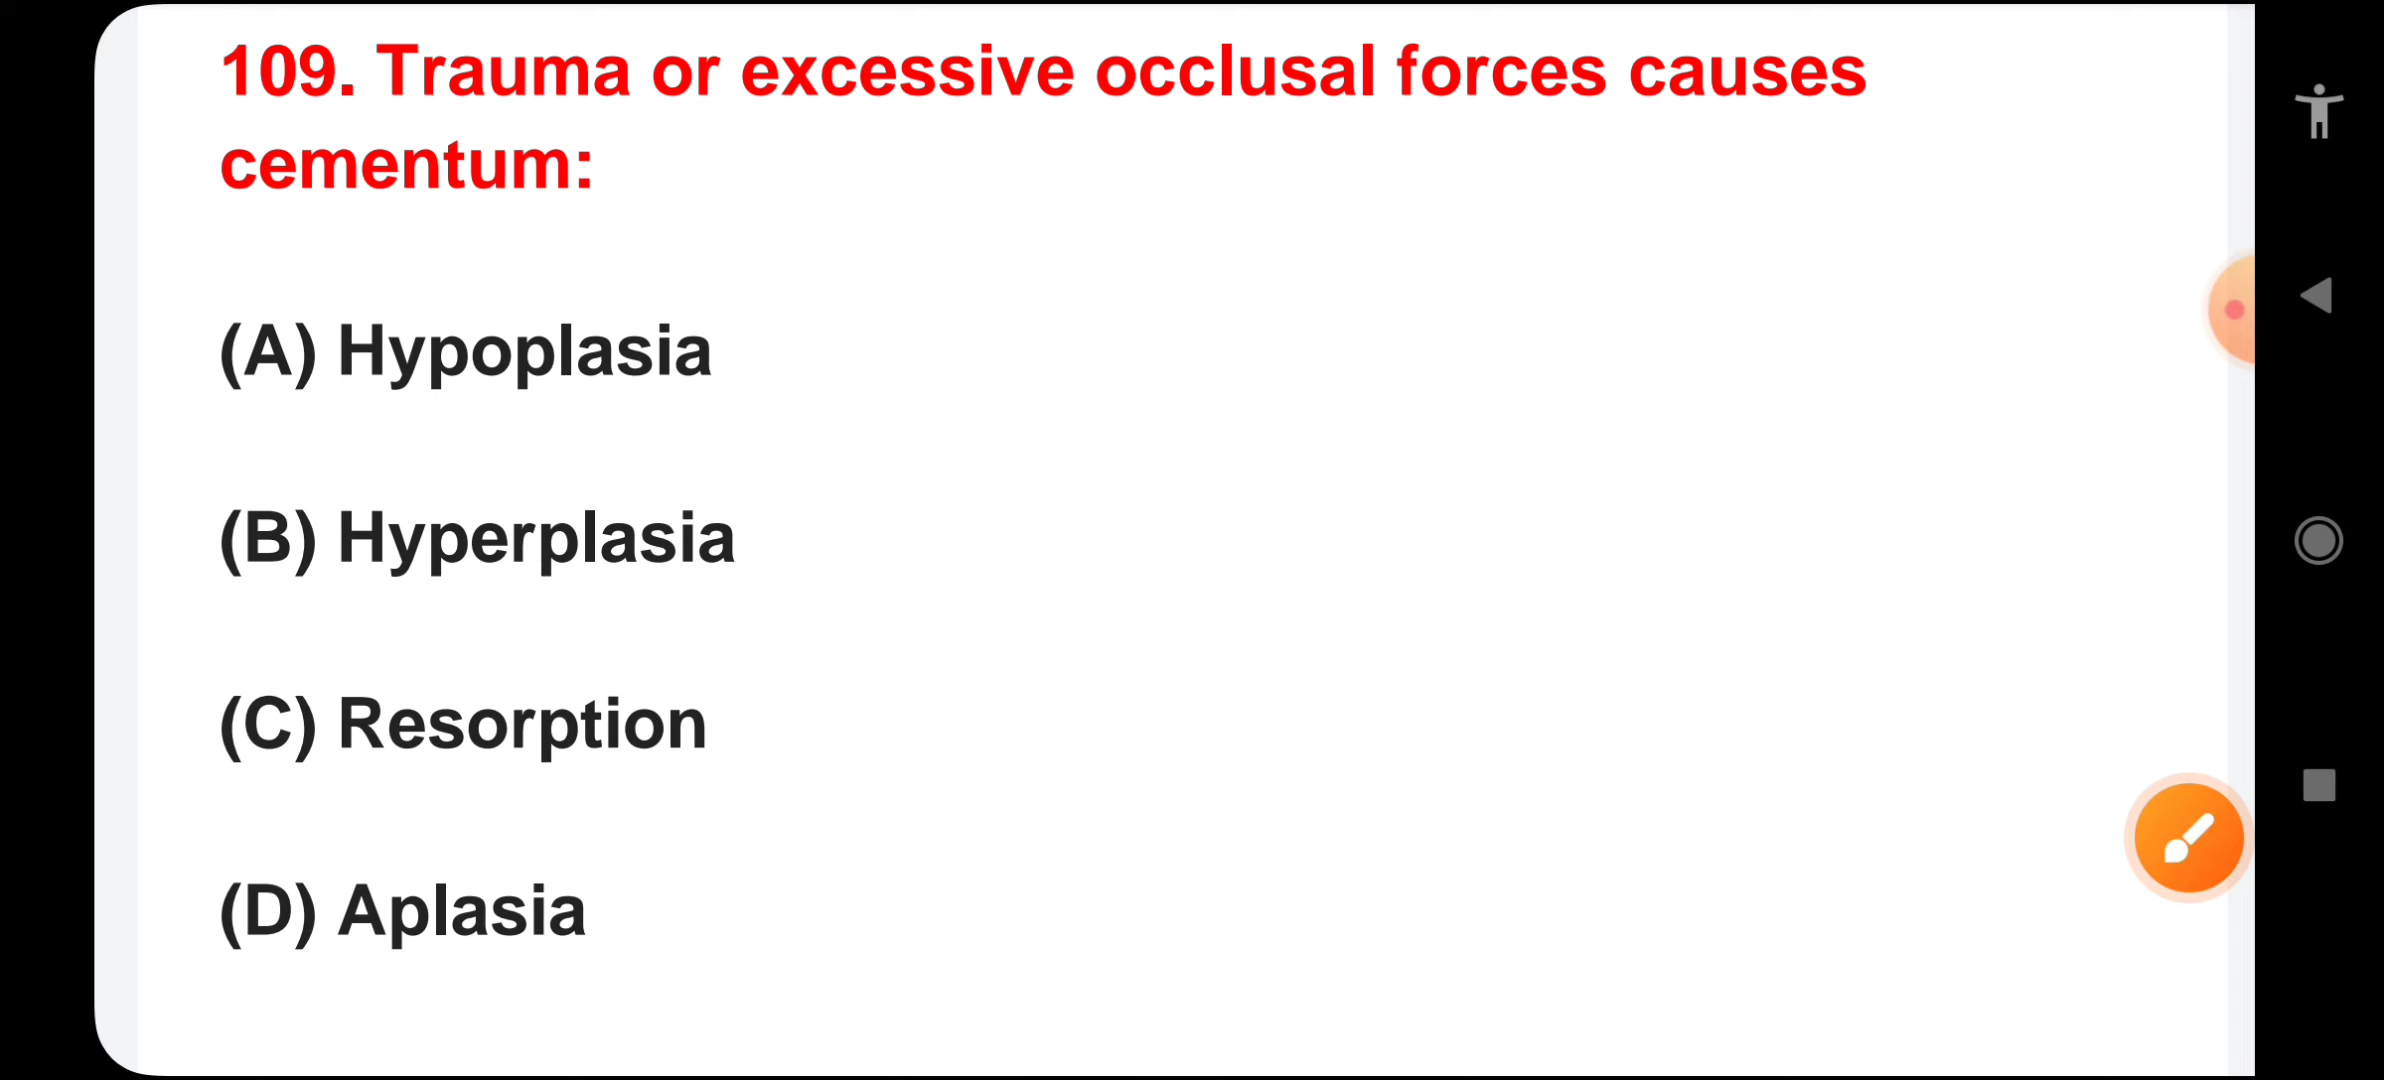 109. Trauma or excessive occlusal forces causes
cementum:
(A) Hypoplasia
(B) Hyperplasia
(C) Resorption
(D) Aplasia